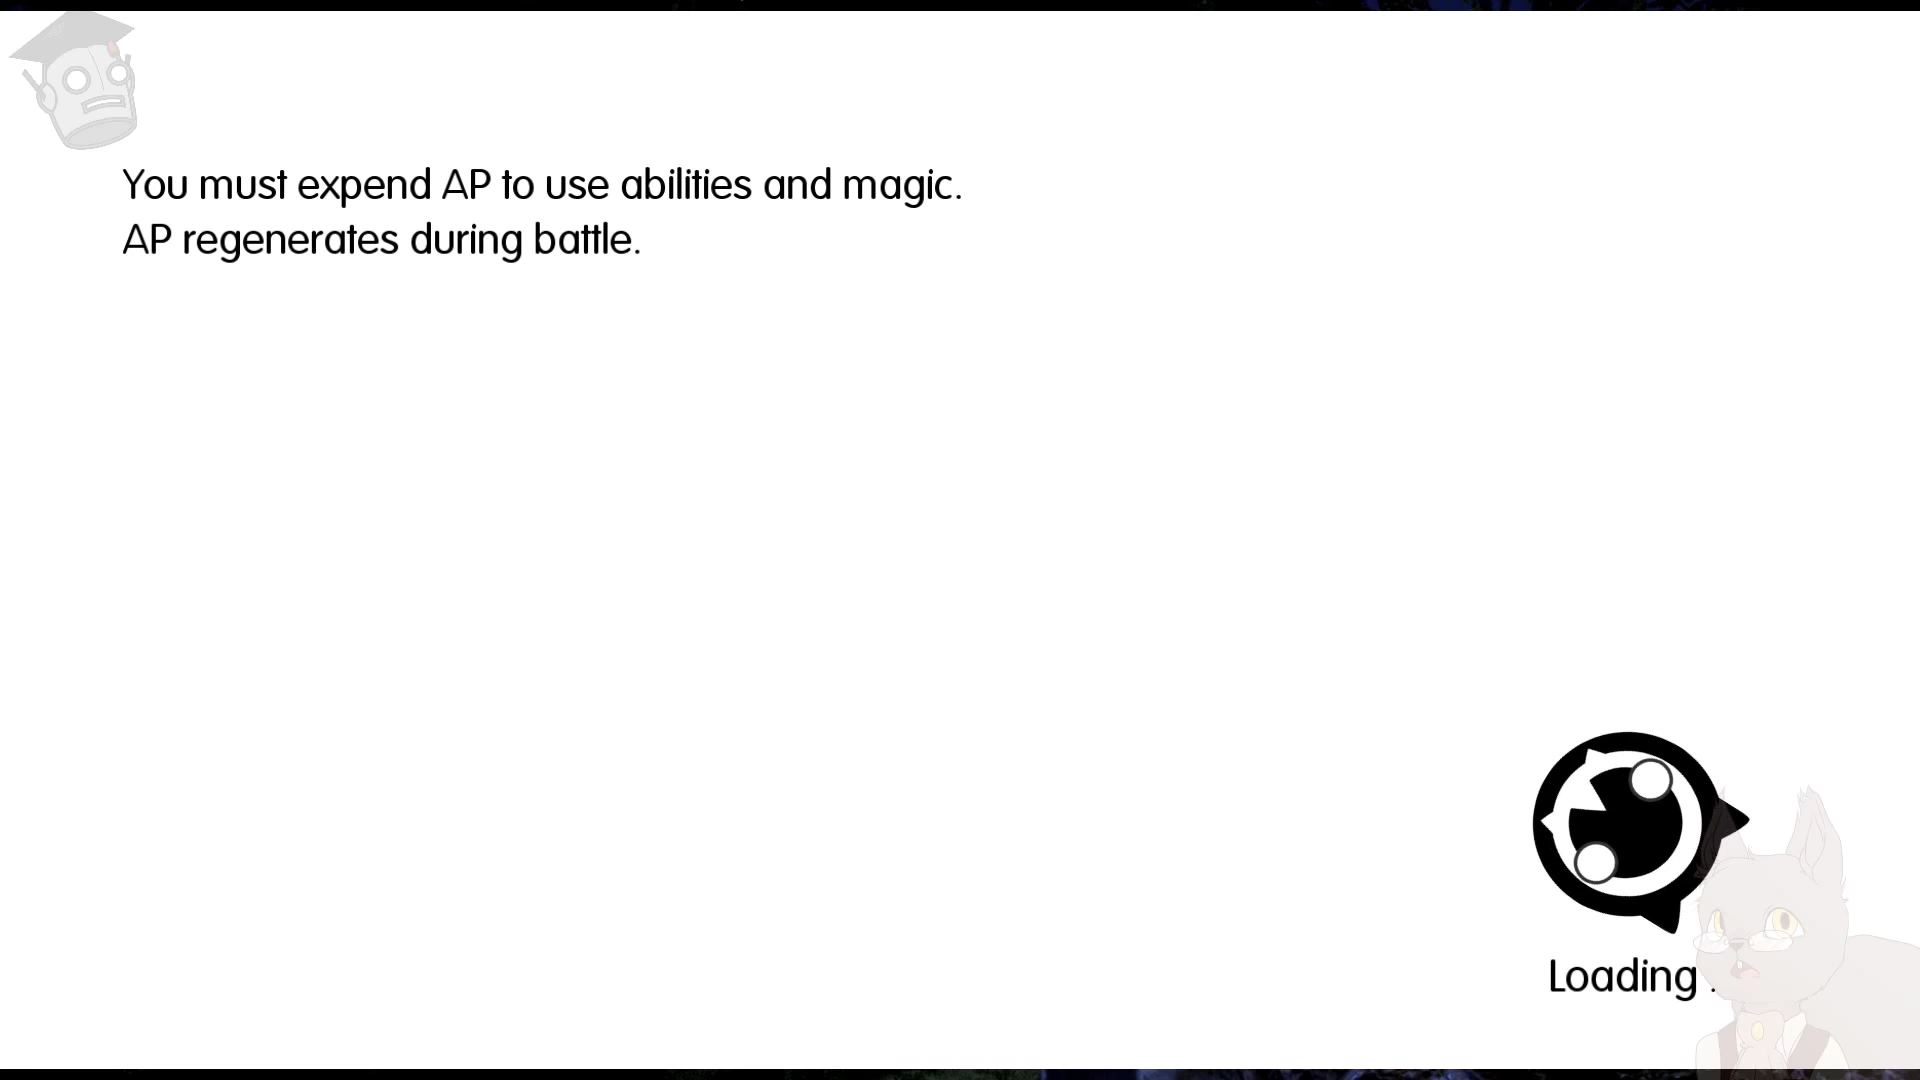 You must expend AP to use abilities and magic.
AP regenerates during battle.
Loading .